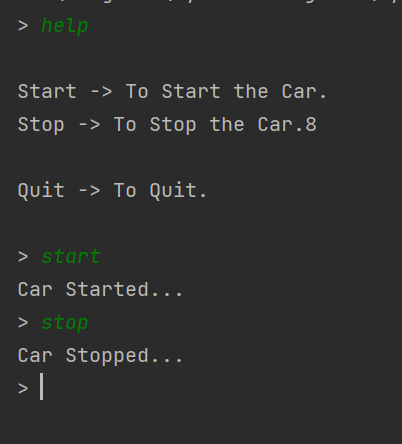 > help
Start -> To Start the Car.
Stop -> To Stop the Car.8
Quit -> To Quit.
> start
Car Started...
> stop
Car Stopped...
>